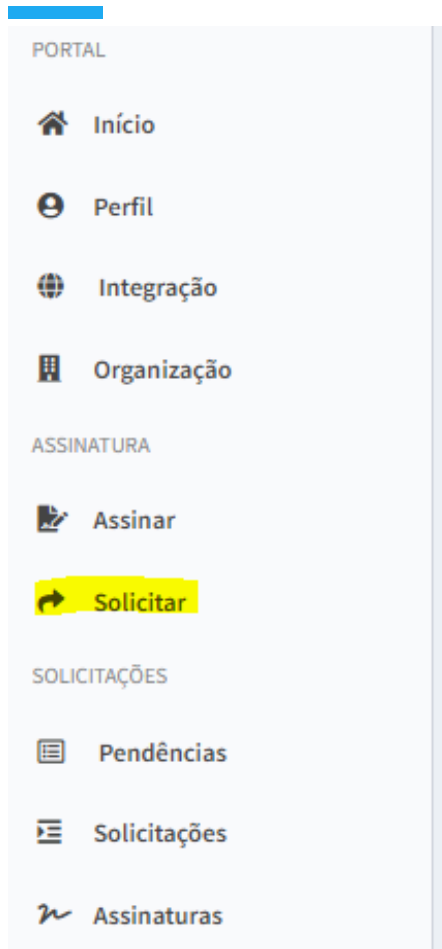 PORTAL
Início
Perfil
Integração
Organização
ASSINATURA
Assinar
Solicitar
SOLICITAÇÕES
Pendências
Solicitações
Assinaturas